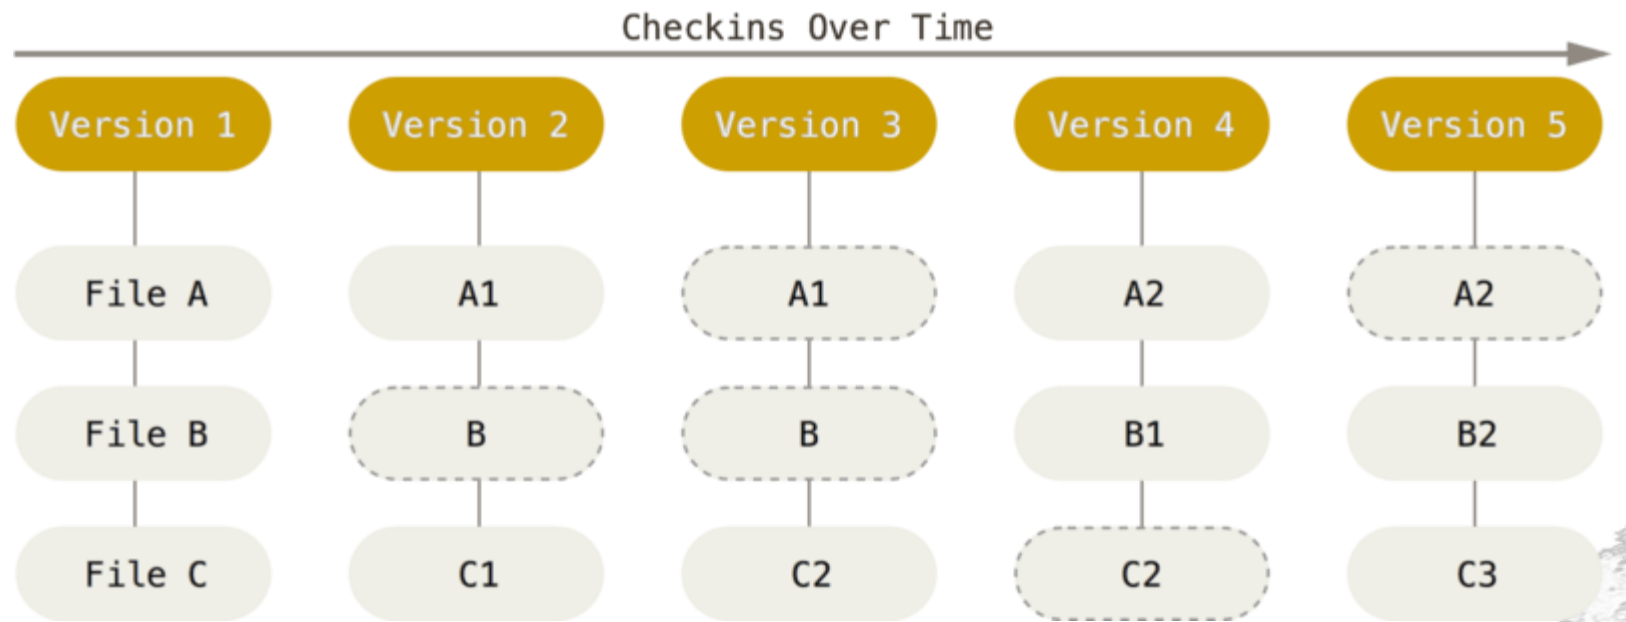 Checkins Over Time
Version 1 Version 2 Version 3 Version 4 Version 5
File A A1 A1 A2 A2
File B B B B1 B2
File C C1 C2 C2 C3